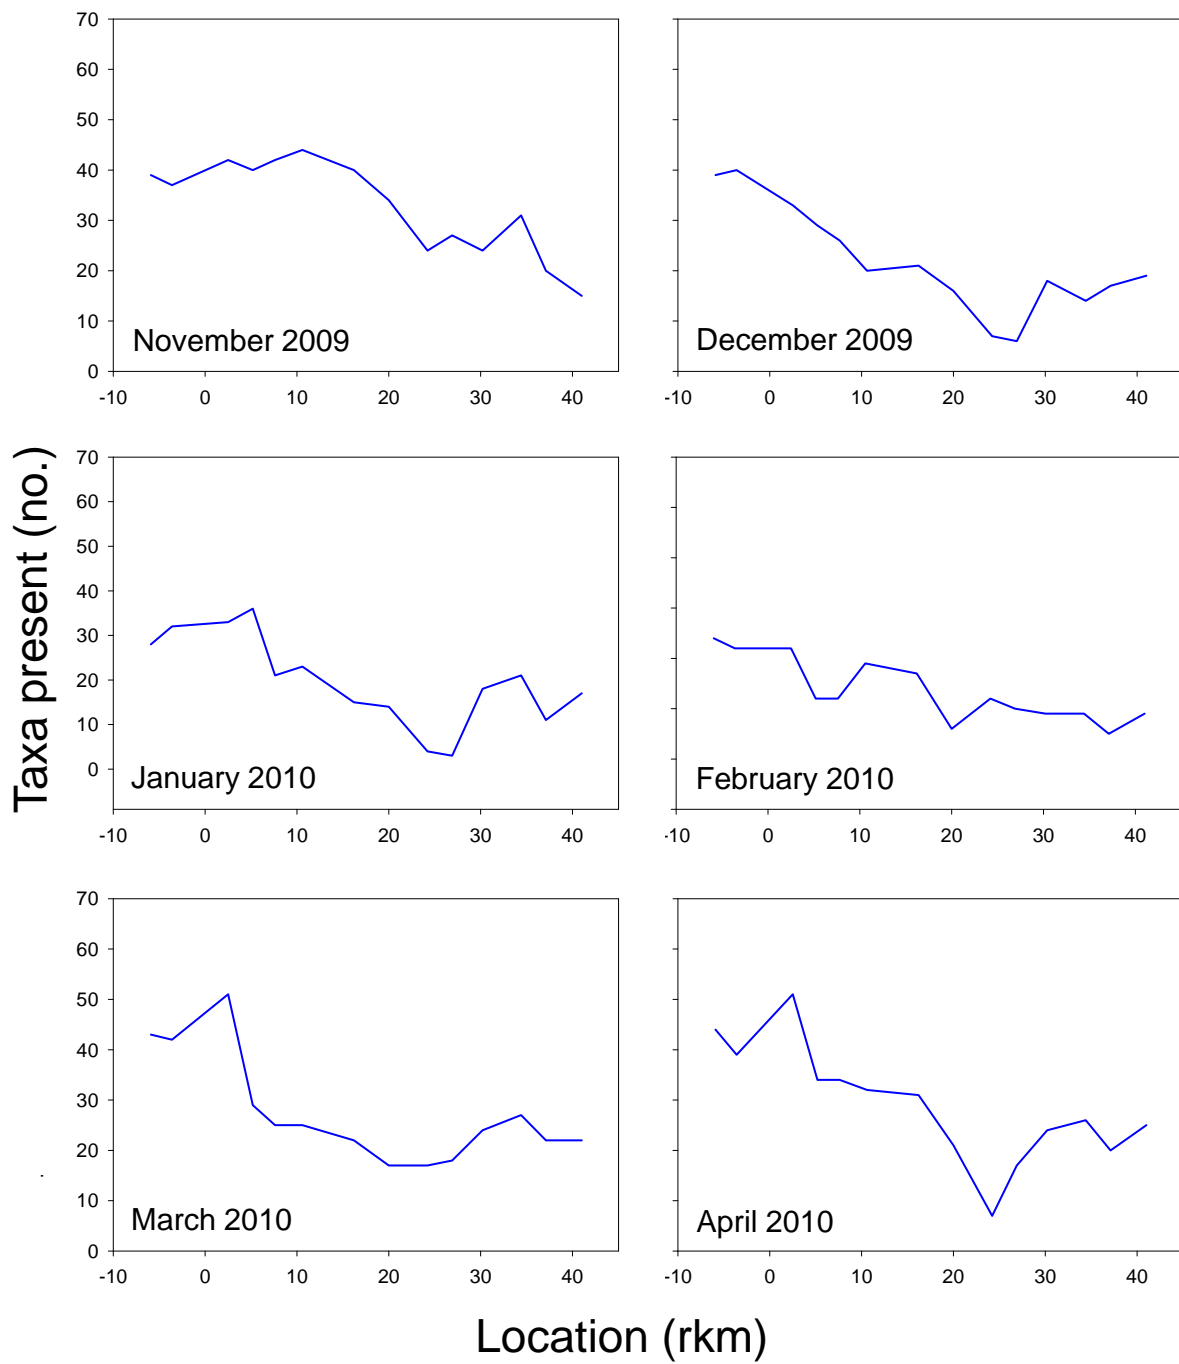 70
60
50
40
30
20
10
0
-10 0 10 20 30 40
November 2009
-10 0 10 20 30 40
December 2009
Taxa present (no.)
70
60
50
40
30
20
10
0
-10 0 10 20 30 40
January 2010
-10 0 10 20 30 40
February 2010
70
60
50
40
30
20
10
0
-10 0 10 20 30 40
March 2010
-10 0 10 20 30 40
April 2010
Location (rkm)